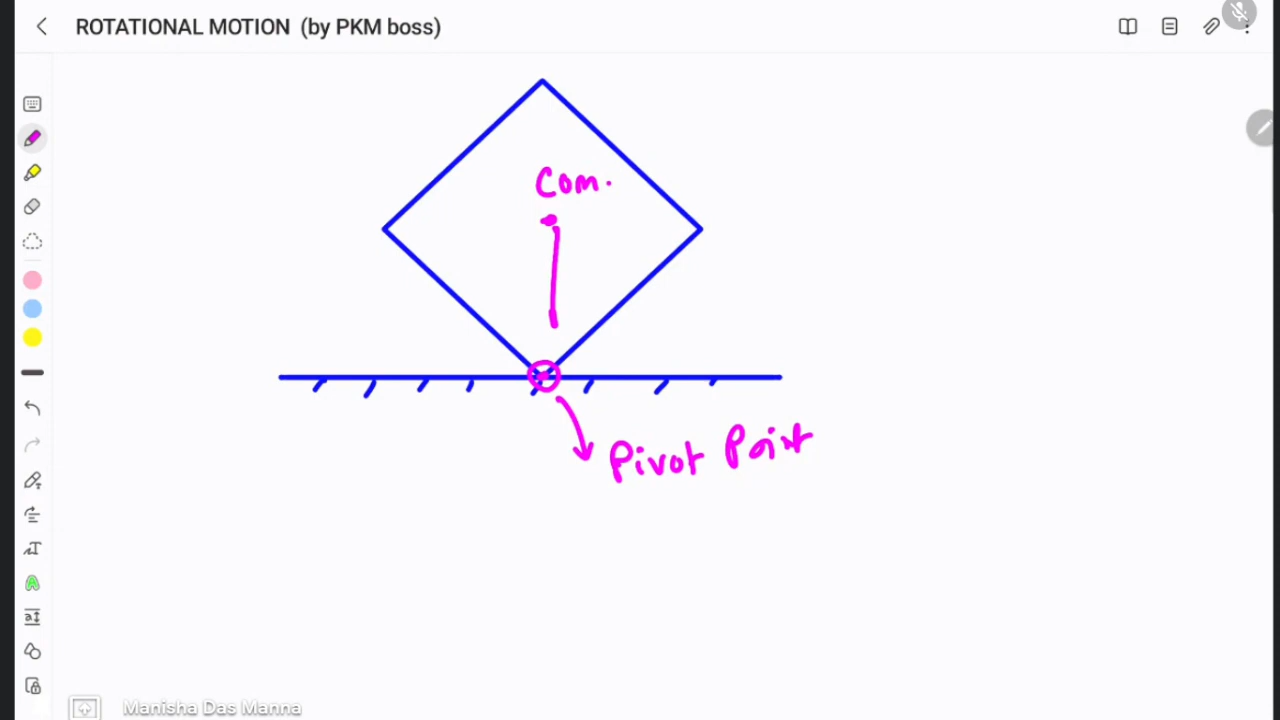 ROTATIONAL MOTION (by PKM boss)
Com.
Pivot Point
Manisha Das Manna